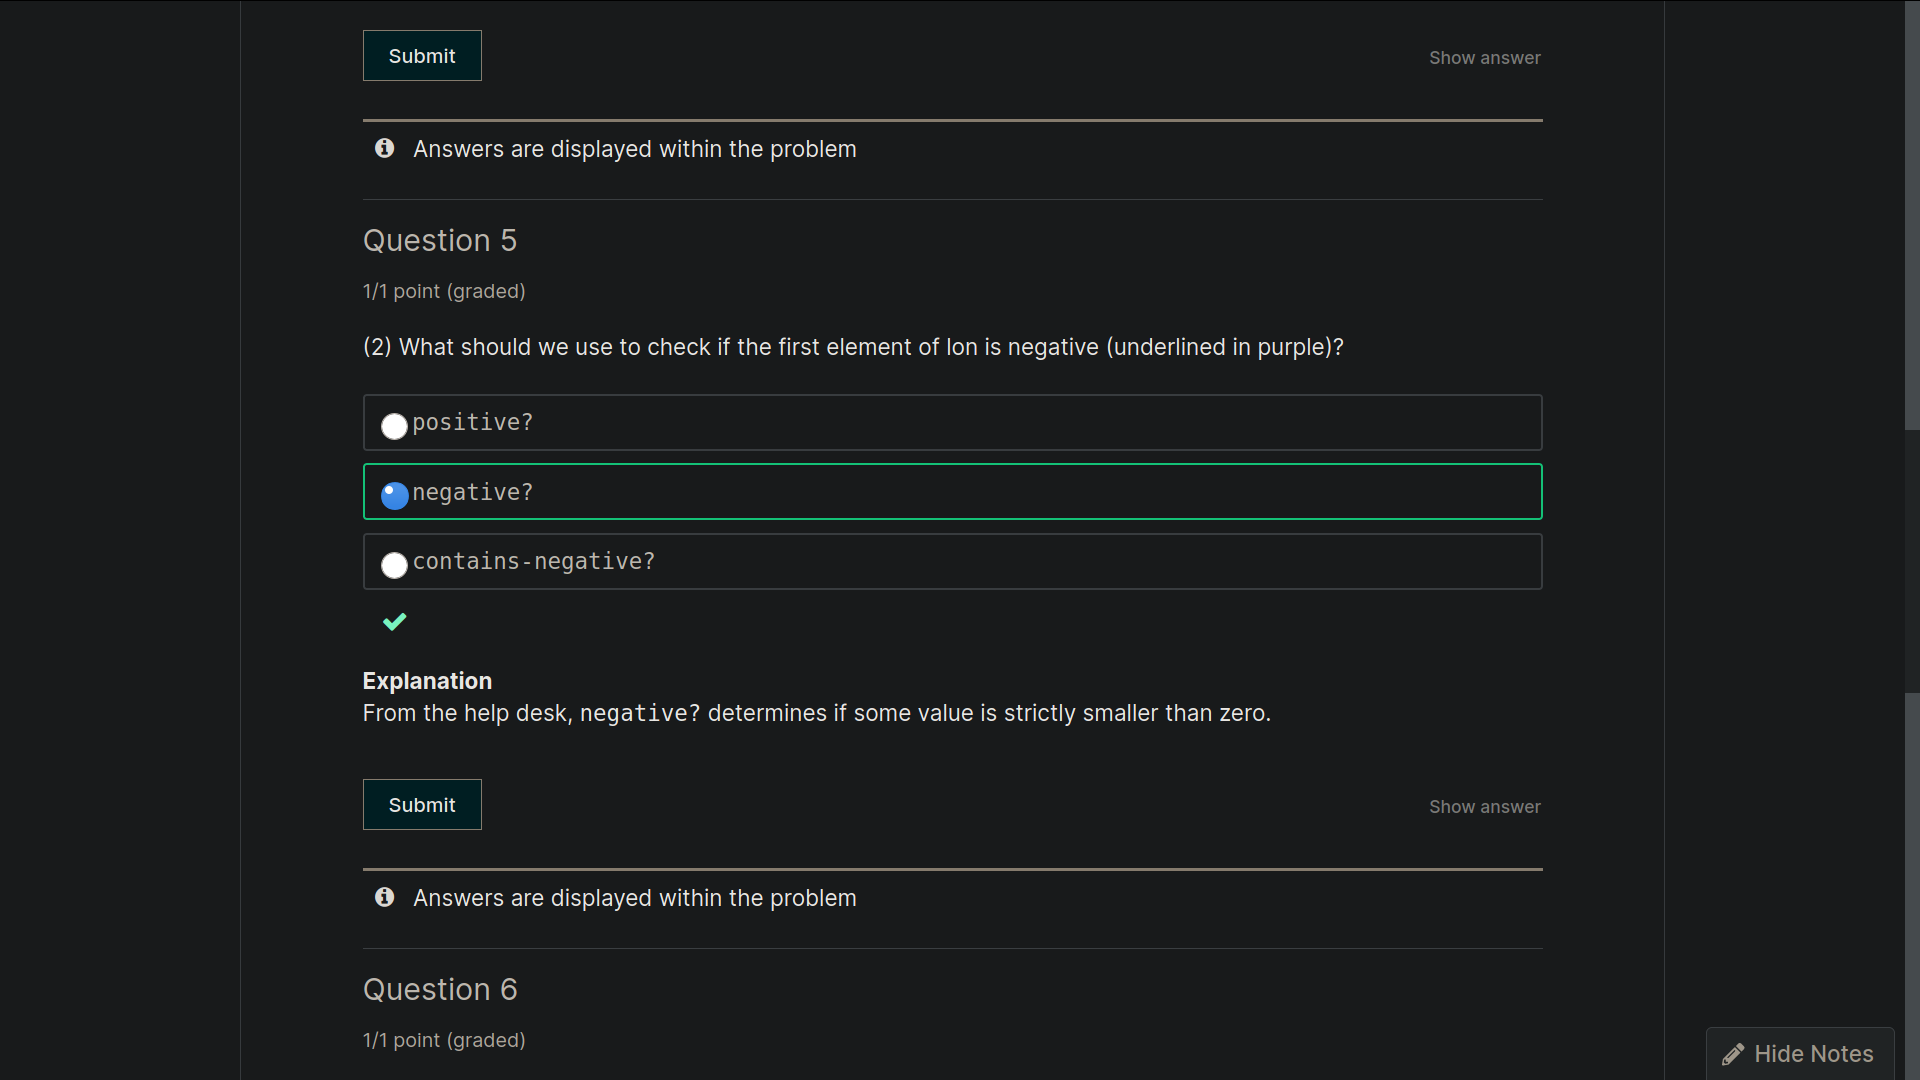 Submit
Show answer
Answers are displayed within the problem
Question 5
1/1 point (graded)
(2) What should we use to check if the first element of lon is negative (underlined in purple)?
positive?
negative?
contains-negative?
Explanation
From the help desk, negative? determines if some value is strictly smaller than zero.
Submit
Show answer
Answers are displayed within the problem
Question 6
1/1 point (graded)
Hide Notes